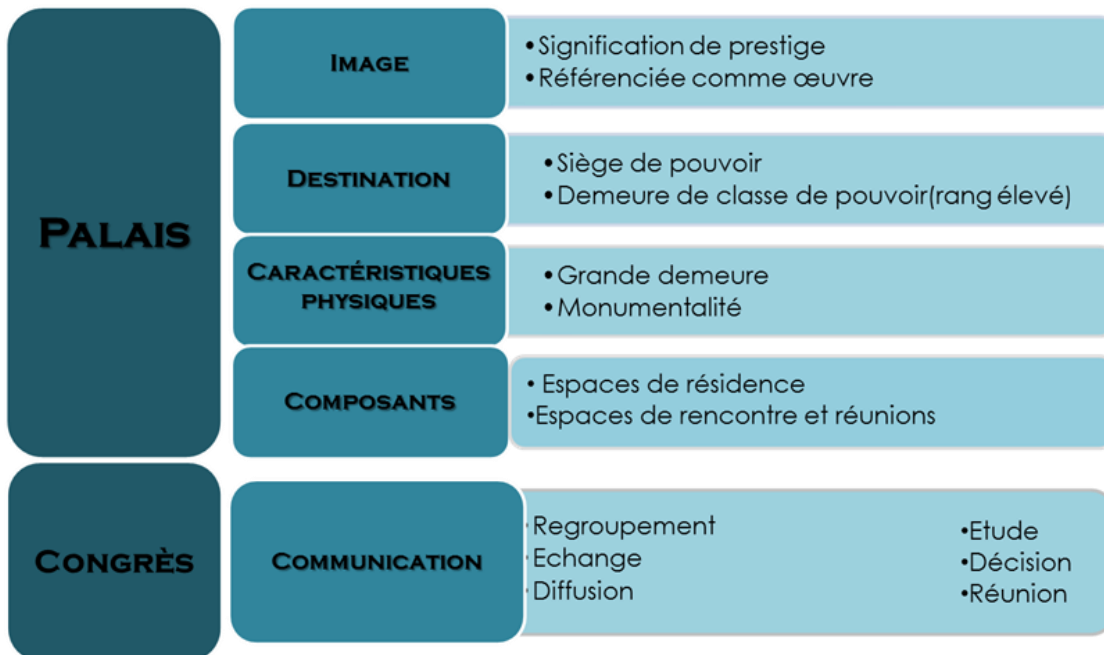 PALAIS
IMAGE
•Signification de prestige
•Référenciée comme œuvre
DESTINATION
•Siège de pouvoir
•Demeure de classe de pouvoir(rang élevé)
CARACTÉRISTIQUES
PHYSIQUES
•Grande demeure
•Monumentalité
COMPOSANTS
• Espaces de résidence
•Espaces de rencontre et réunions
CONGRÈS
COMMUNICATION
•Regroupement
•Echange
•Diffusion
•Etude
•Décision
•Réunion